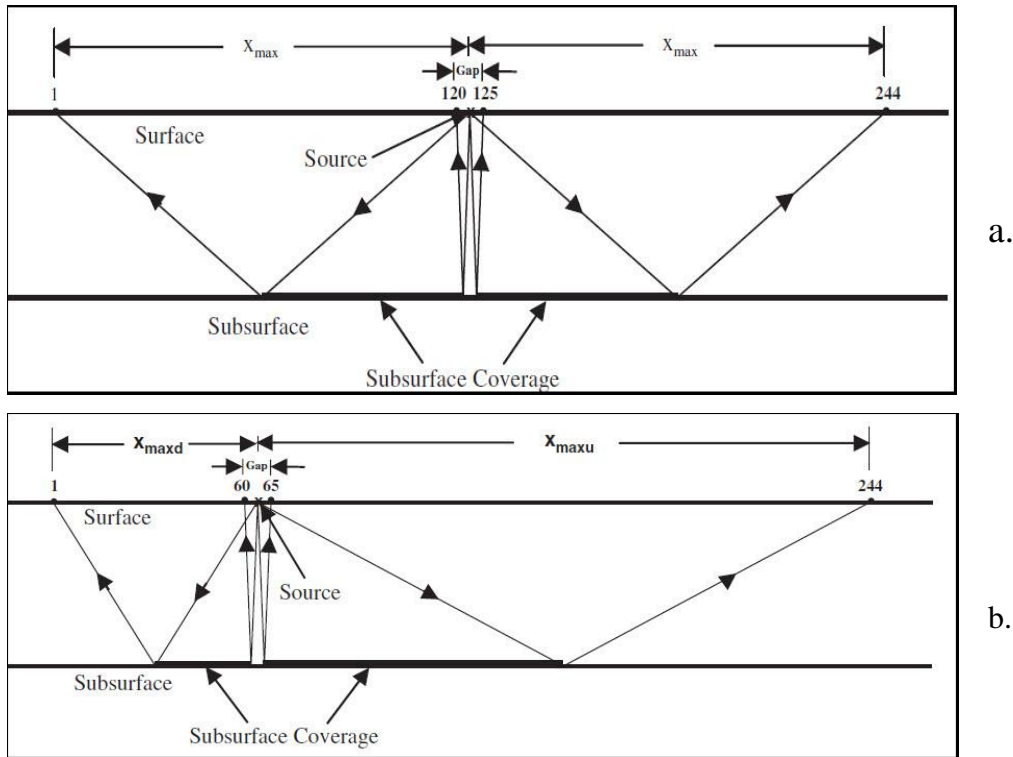 Xmax Xmax
Gap
1 120 125 244
Surface
Source
a.
Subsurface
Subsurface Coverage
Xmaxd Xmaxu
Gap
1 60 65 244
Surface
Source
b.
Subsurface
Subsurface Coverage